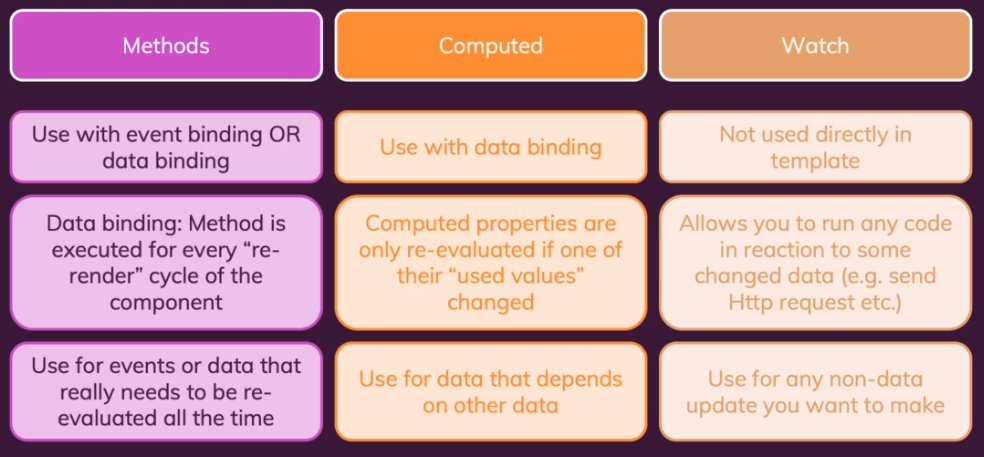 Methods
Computed
Watch
Use with event binding OR
data binding
Use with data binding
Not used directly in
template
Data binding: Method is
executed for every “re-
render” cycle of the
component
Computed properties are
only re-evaluated if one of
their “used values”
changed
Allows you to run any code
in reaction to some
changed data (e.g. send
Http request etc.)
Use for events or data that
really needs to be re-
evaluated all the time
Use for data that depends
on other data
Use for any non-data
update you want to make